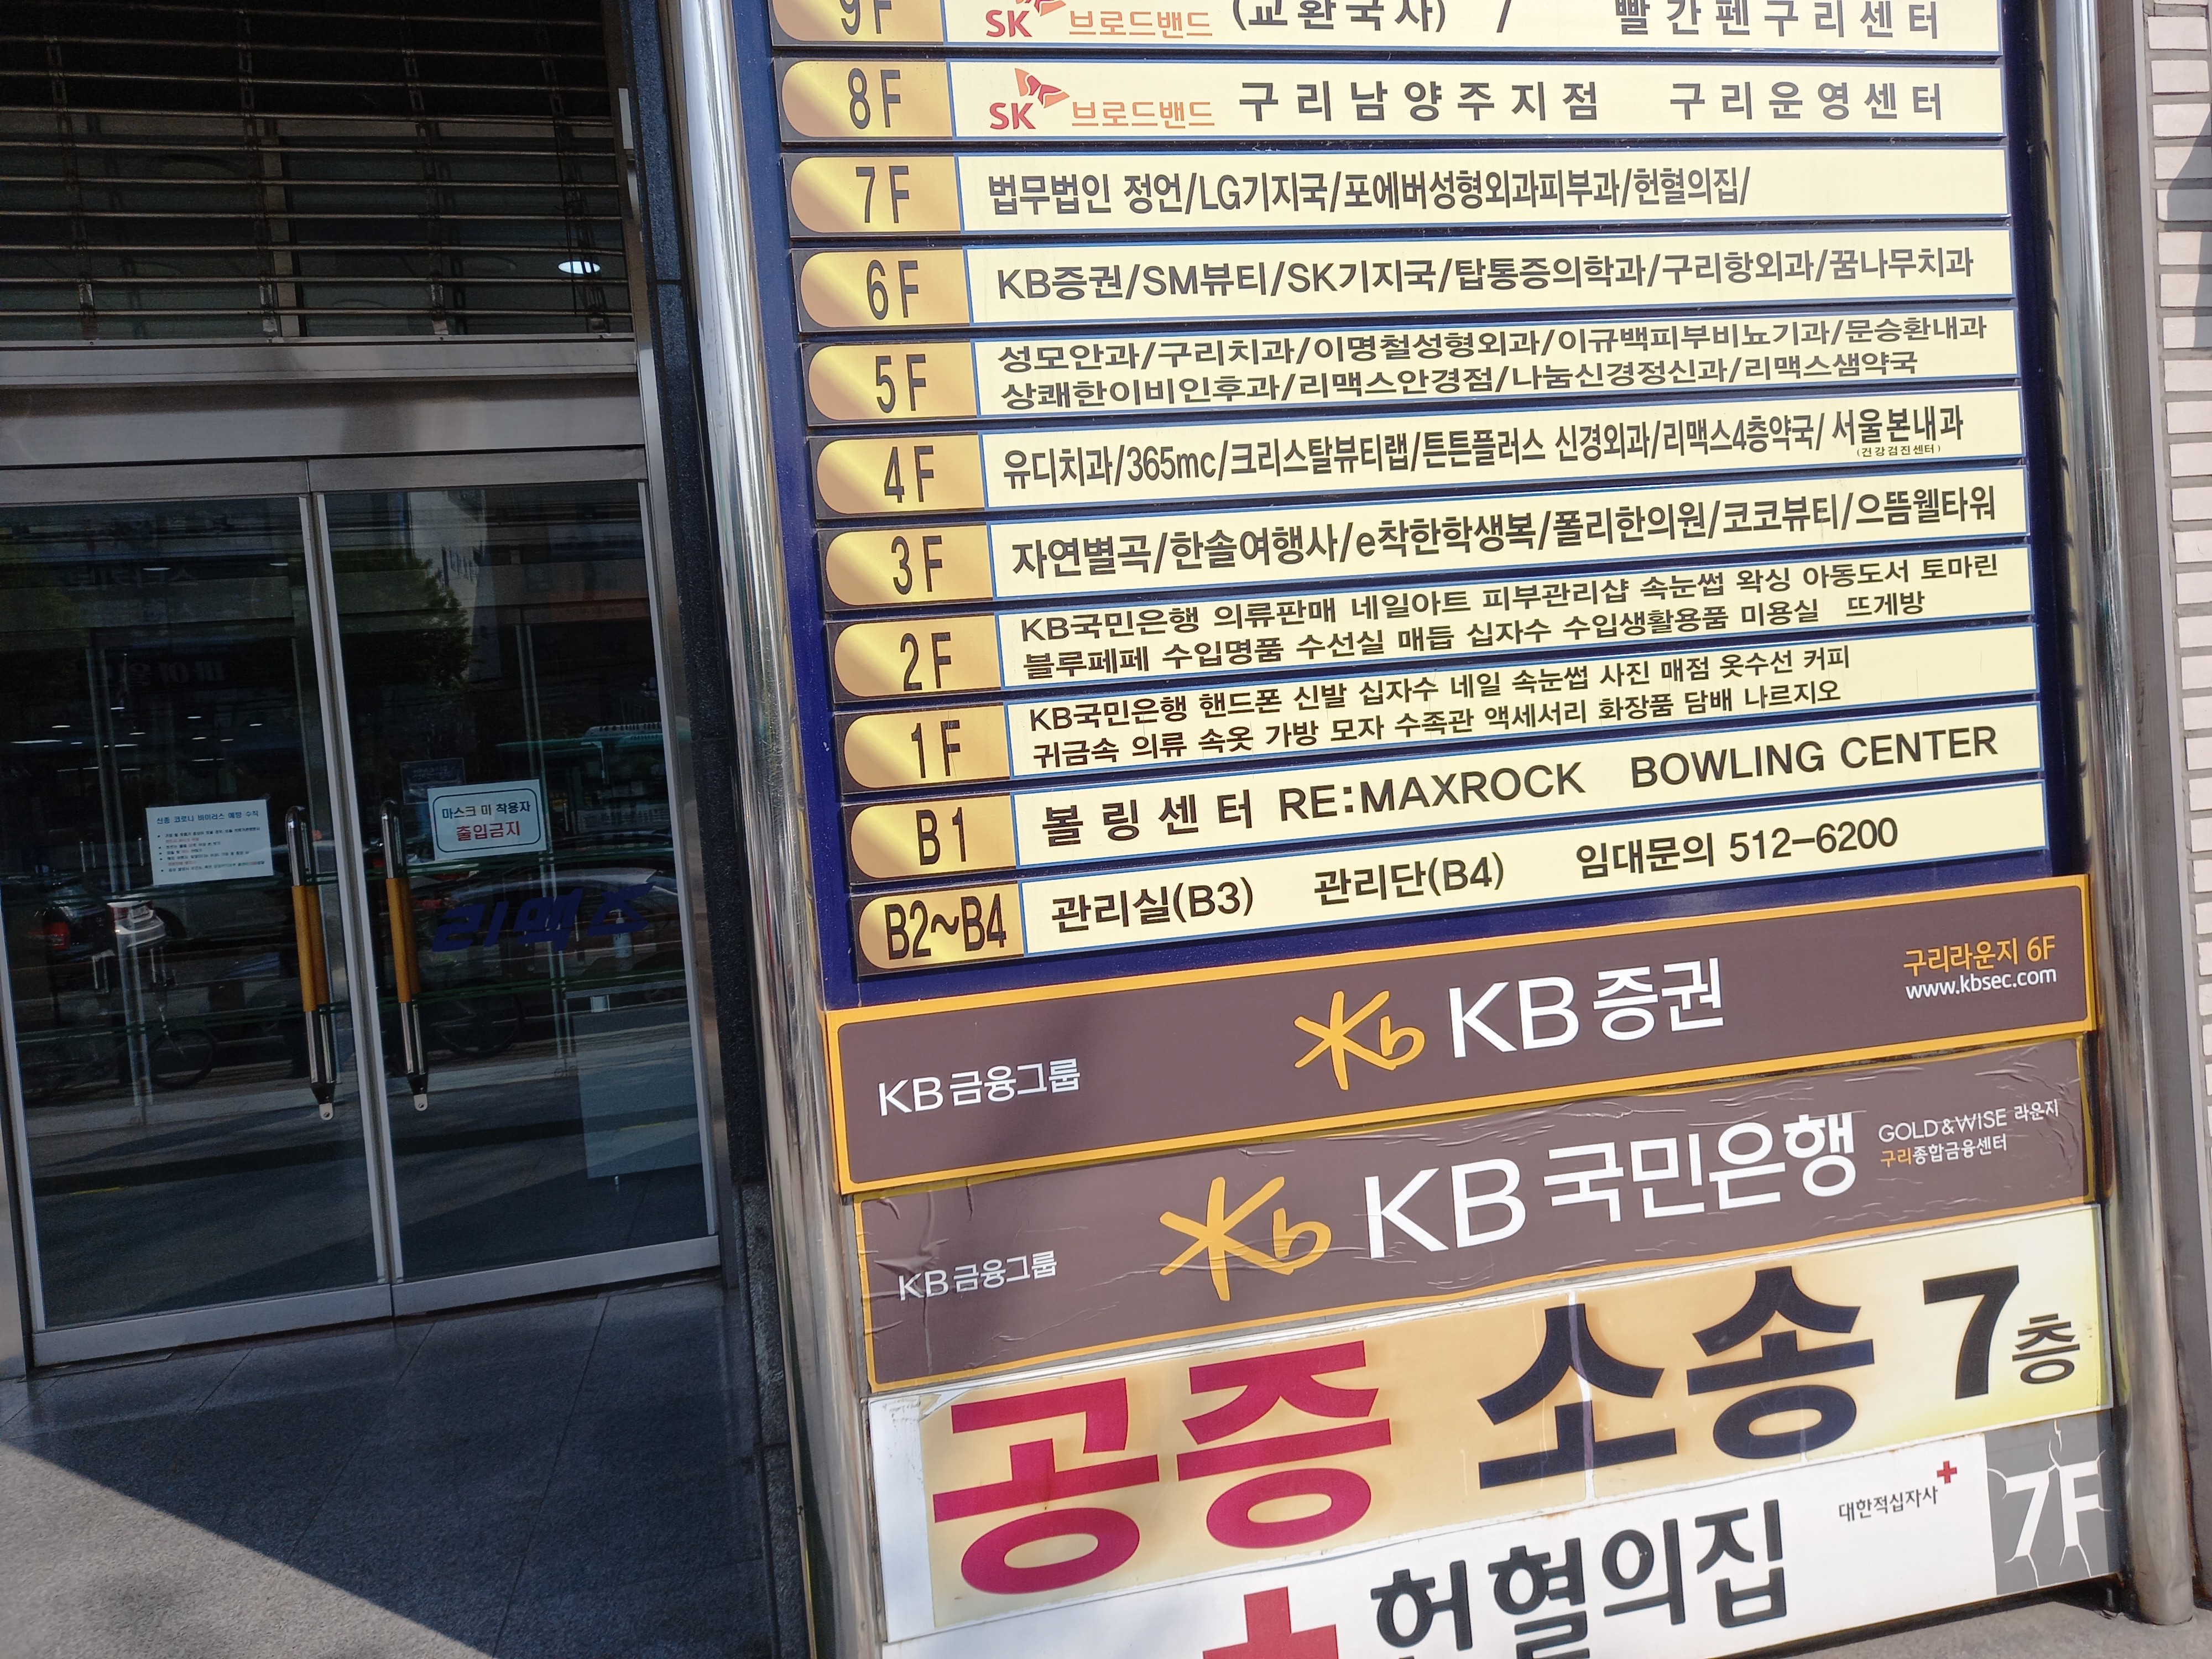 9F SK 브로드밴드 (교환국사) / 빨간펜구리센터
8F SK 브로드밴드 구리남양주지점 구리운영센터
7F 법무법인 정언/LG기지국/포에버성형외과피부과/헌혈의집/
6F KB증권/SM뷰티/SK기지국/탑통증의학과/구리항외과/꿈나무치과
5F 성모안과/구리치과/이명철성형외과/이규백피부비뇨기과/문승환내과
상쾌한이비인후과/리맥스안경점/나눔신경정신과/리맥스샘약국
4F 유디치과/365mc/크리스탈뷰티랩/튼튼플러스 신경외과/리맥스4층약국/서울본내과
(건강검진센터)
3F 자연별곡/한솔여행사/e착한학생복/폴리한의원/코코뷰티/으뜸웰타워
2F KB국민은행 의류판매 네일아트 피부관리샵 속눈썹 왁싱 아동도서 토마린
블루페페 수입명품 수선실 매듭 십자수 수입생활용품 미용실 뜨게방
1F KB국민은행 핸드폰 신발 십자수 네일 속눈썹 사진 매점 옷수선 커피
귀금속 의류 속옷 가방 모자 수족관 액세서리 화장품 담배 나르지오
B1 볼링센터 RE:MAXROCK BOWLING CENTER
B2~B4 관리실(B3) 관리단(B4) 임대문의 512-6200
KB금융그룹 Kb KB증권 구리라운지 6F
www.kbsec.com
KB금융그룹 Kb KB국민은행 GOLD&WISE 라운지
구리종합금융센터
공증 소송 7층
헌혈의집 대한적십자사 7F
신종 코로나 바이러스 예방 수칙
마스크 미 착용자
출입금지
리맥스